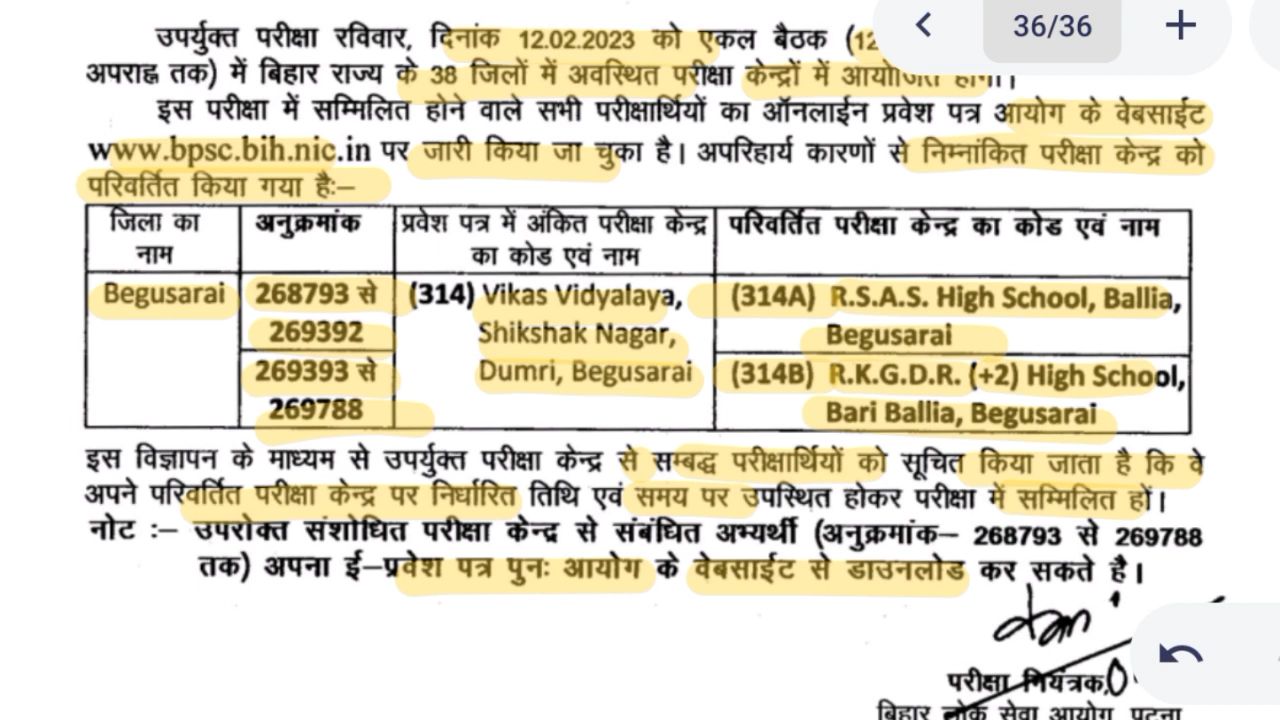 36/36
उपर्युक्त परीक्षा रविवार, दिनांक 12.02.2023 को एकल बैठक (12
अपराह्न तक) में बिहार राज्य के 38 जिलों में अवस्थित परीक्षा केन्द्रों में आयोजित होगी।
इस परीक्षा में सम्मिलित होने वाले सभी परीक्षार्थियों का ऑनलाईन प्रवेश पत्र आयोग के वेबसाईट
www.bpsc.bih.nic.in पर जारी किया जा चुका है। अपरिहार्य कारणों से निम्नांकित परीक्षा केन्द्र को
परिवर्तित किया गया है:–
जिला का
नाम
अनुक्रमांक
प्रवेश पत्र में अंकित परीक्षा केन्द्र
का कोड एवं नाम
परिवर्तित परीक्षा केन्द्र का कोड एवं नाम
Begusarai
268793 से
269392
269393 से
269788
(314) Vikas Vidyalaya,
Shikshak Nagar,
Dumri, Begusarai
(314A) R.S.A.S. High School, Ballia,
Begusarai
(314B) R.K.G.D.R. (+2) High School,
Bari Ballia, Begusarai
इस विज्ञापन के माध्यम से उपर्युक्त परीक्षा केन्द्र से सम्बद्ध परीक्षार्थियों को सूचित किया जाता है कि वे
अपने परिवर्तित परीक्षा केन्द्र पर निर्धारित तिथि एवं समय पर उपस्थित होकर परीक्षा में सम्मिलित हों।
नोट :– उपरोक्त संशोधित परीक्षा केन्द्र से संबंधित अभ्यर्थी (अनुक्रमांक– 268793 से 269788
तक) अपना ई–प्रवेश पत्र पुनः आयोग के वेबसाईट से डाउनलोड कर सकते है।
परीक्षा नियंत्रक,
बिहार लोक सेवा आयोग, पटना